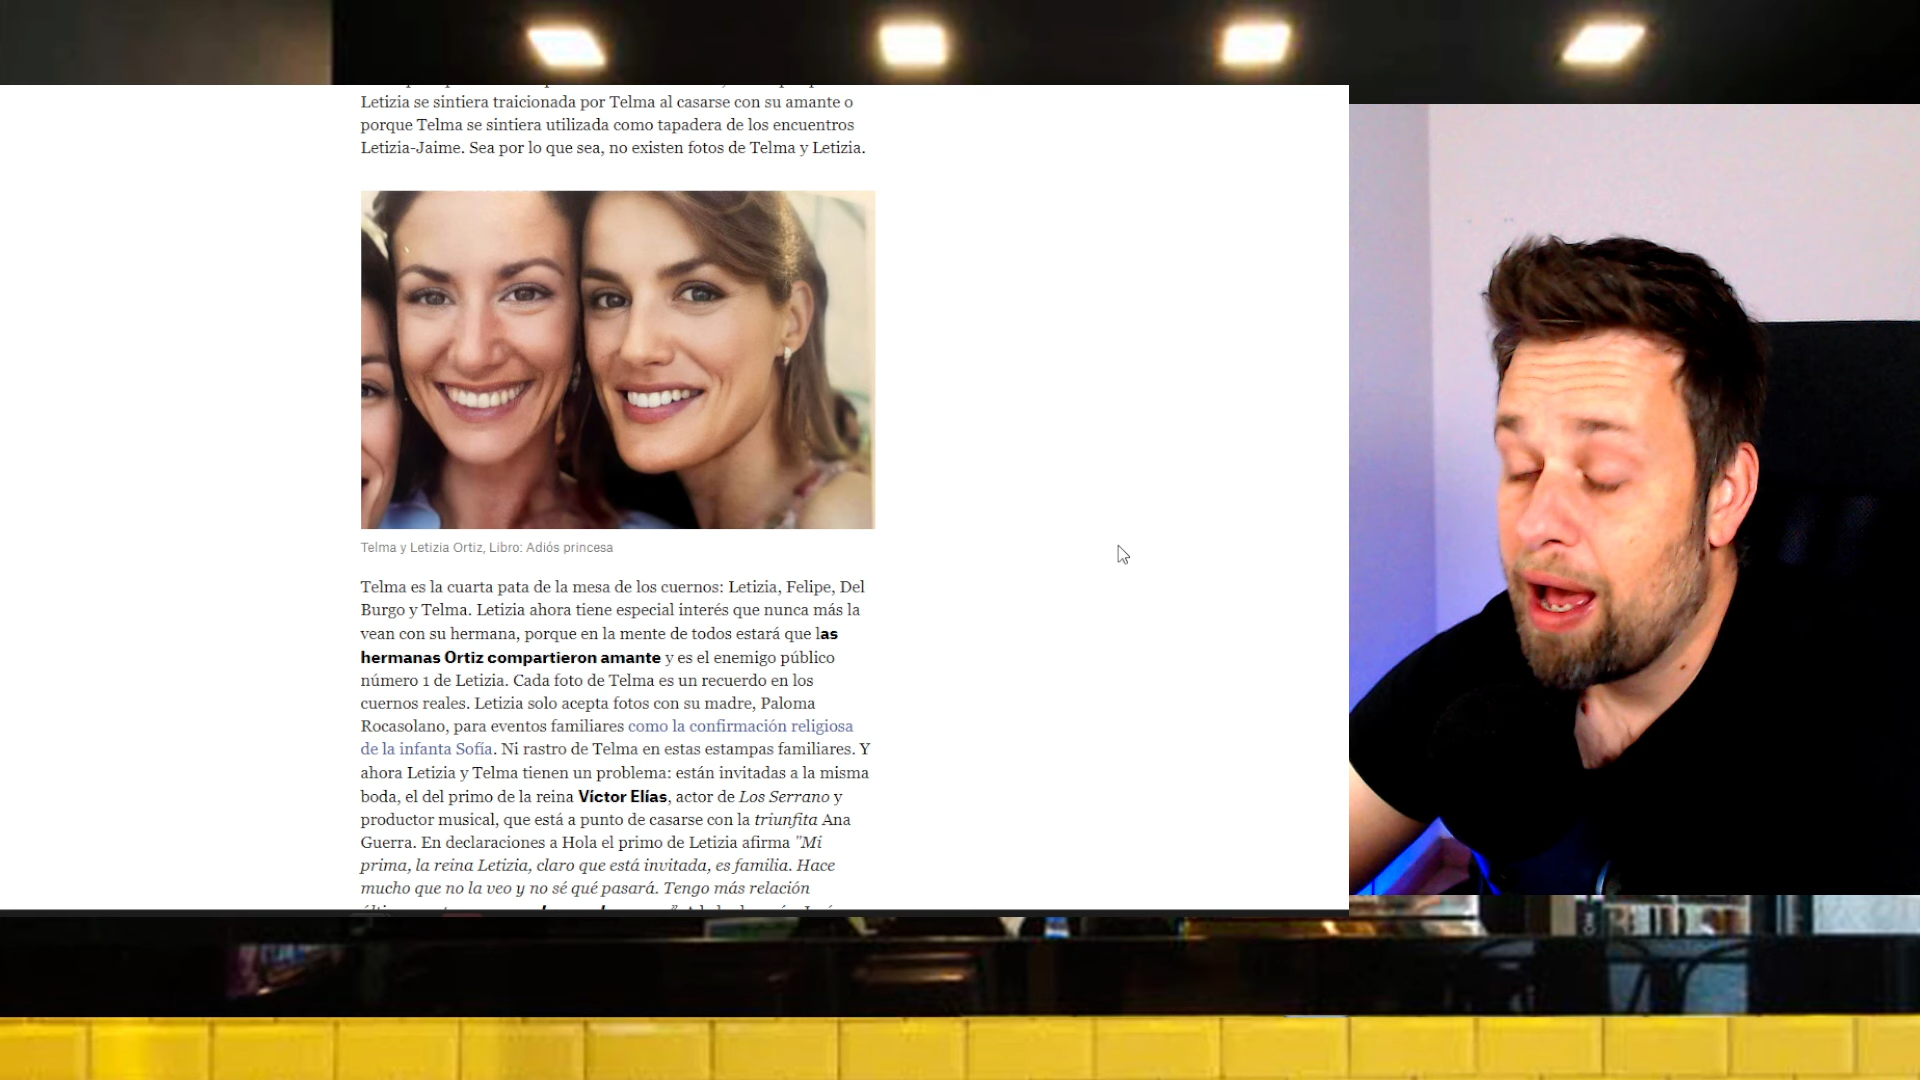 Letizia se sintiera traicionada por Telma al casarse con su amante o
porque Telma se sintiera utilizada como tapadera de los encuentros
Letizia-Jaime. Sea por lo que sea, no existen fotos de Telma y Letizia.
Telma y Letizia Ortiz, Libro: Adiós princesa
Telma es la cuarta pata de la mesa de los cuernos: Letizia, Felipe, Del
Burgo y Telma. Letizia ahora tiene especial interés que nunca más la
vean con su hermana, porque en la mente de todos estará que las
hermanas Ortiz compartieron amante y es el enemigo público
número 1 de Letizia. Cada foto de Telma es un recuerdo en los
cuernos reales. Letizia solo acepta fotos con su madre, Paloma
Rocasolano, para eventos familiares como la confirmación religiosa
de la infanta Sofía. Ni rastro de Telma en estas estampas familiares. Y
ahora Letizia y Telma tienen un problema: están invitadas a la misma
boda, el del primo de la reina Víctor Elías, actor de Los Serrano y
productor musical, que está a punto de casarse con la triunfita Ana
Guerra. En declaraciones a Hola el primo de Letizia afirma "Mi
prima, la reina Letizia, claro que está invitada, es familia. Hace
mucho que no la veo y no sé qué pasará. Tengo más relación